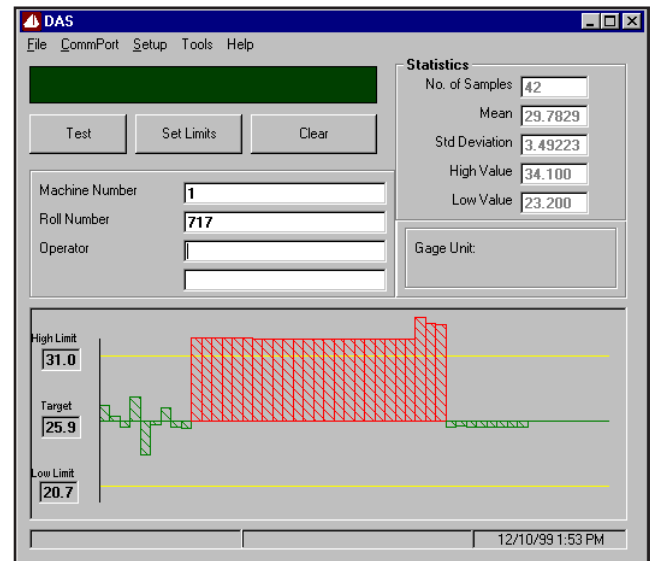 DAS
File CommPort Setup Tools Help
Test Set Limits Clear
Statistics
No. of Samples 42
Mean 29.7829
Std Deviation 3.49223
High Value 34.100
Low Value 23.200
Machine Number 1
Roll Number 717
Operator
Gage Unit:
High Limit
31.0
Target
25.9
Low Limit
20.7
12/10/99 1:53 PM